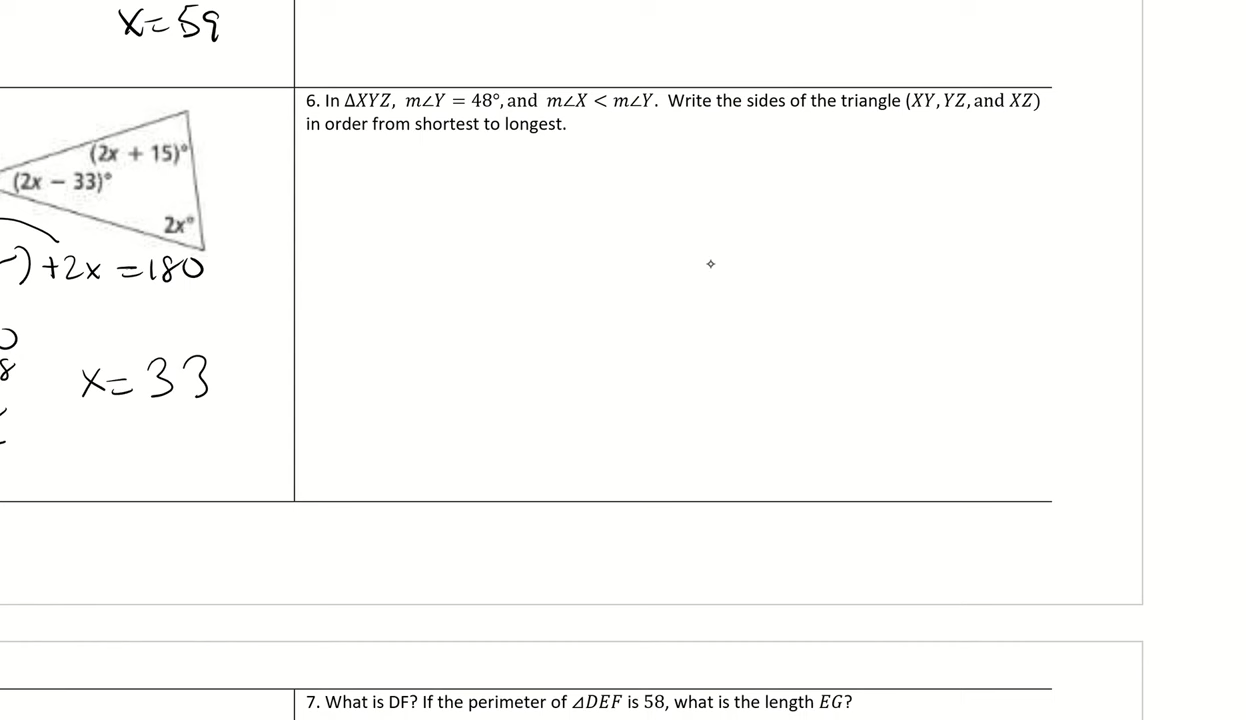 x=59
6. In ΔXYZ, m∠Y = 48°, and m∠X < m∠Y. Write the sides of the triangle (XY, YZ, and XZ)
in order from shortest to longest.
(2x + 15)°
(2x − 33)°
2x°
) +2x =180
x=33
7. What is DF? If the perimeter of ⊿DEF is 58, what is the length EG?